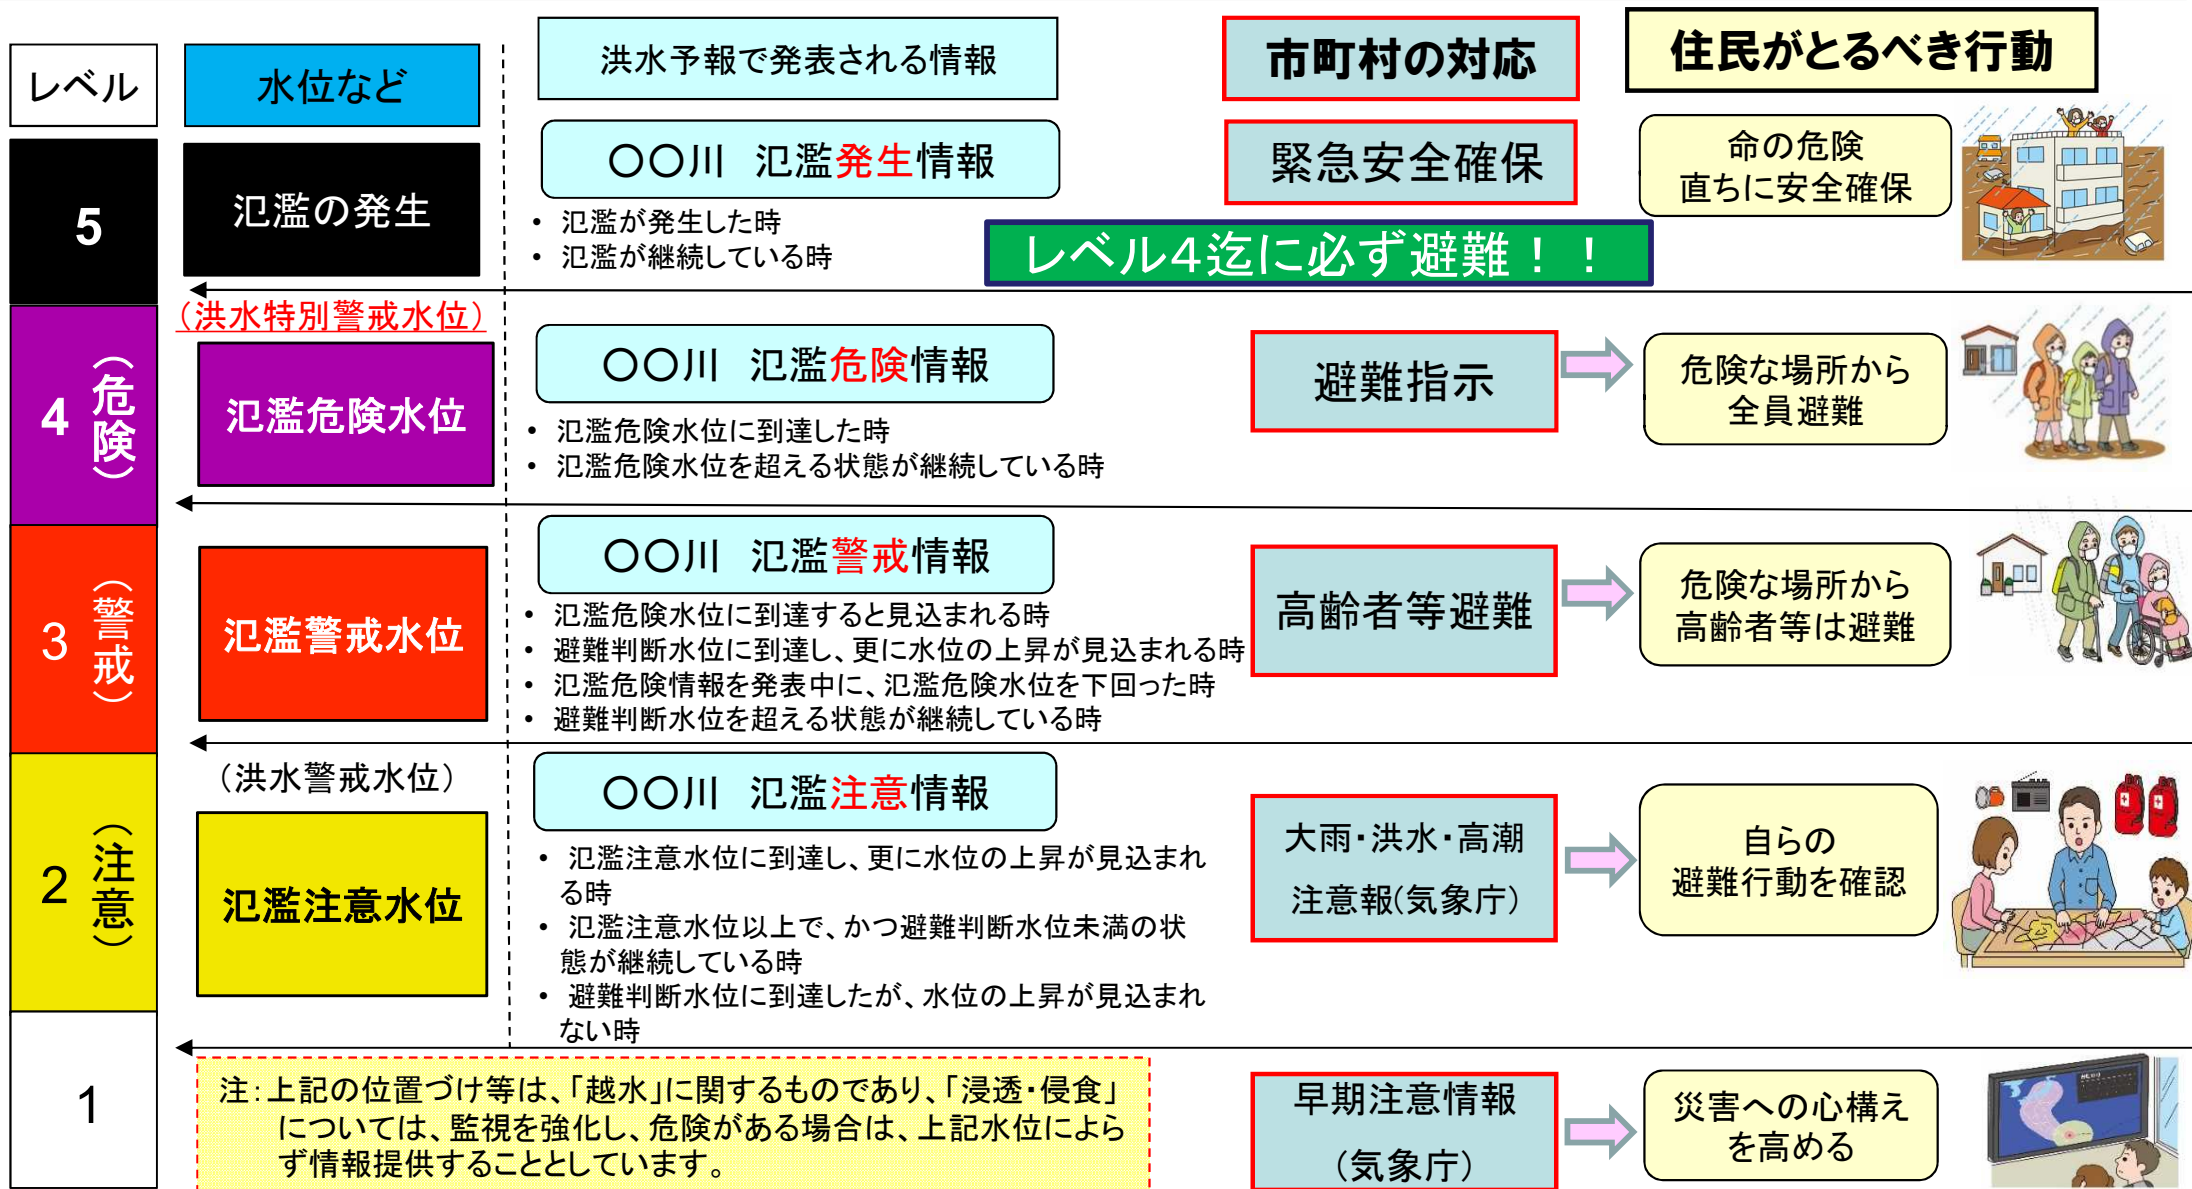 レベル
水位など
洪水予報で発表される情報
市町村の対応
住民がとるべき行動
5
氾濫の発生
〇〇川 氾濫発生情報
・ 氾濫が発生した時
・ 氾濫が継続している時
緊急安全確保
命の危険
直ちに安全確保
レベル4迄に必ず避難！！
4
（危険）
（洪水特別警戒水位）
氾濫危険水位
〇〇川 氾濫危険情報
・ 氾濫危険水位に到達した時
・ 氾濫危険水位を超える状態が継続している時
避難指示
危険な場所から
全員避難
3
（警戒）
氾濫警戒水位
〇〇川 氾濫警戒情報
・ 氾濫危険水位に到達すると見込まれる時
・ 避難判断水位に到達し、更に水位の上昇が見込まれる時
・ 氾濫危険情報を発表中に、氾濫危険水位を下回った時
・ 避難判断水位を超える状態が継続している時
高齢者等避難
危険な場所から
高齢者等は避難
2
（注意）
（洪水警戒水位）
氾濫注意水位
〇〇川 氾濫注意情報
・ 氾濫注意水位に到達し、更に水位の上昇が見込まれ
る時
・ 氾濫注意水位以上で、かつ避難判断水位未満の状
態が継続している時
・ 避難判断水位に到達したが、水位の上昇が見込まれ
ない時
大雨・洪水・高潮
注意報(気象庁)
自らの
避難行動を確認
1
注：上記の位置づけ等は、「越水」に関するものであり、「浸透・侵食」
については、監視を強化し、危険がある場合は、上記水位によら
ず情報提供することとしています。
早期注意情報
(気象庁)
災害への心構え
を高める